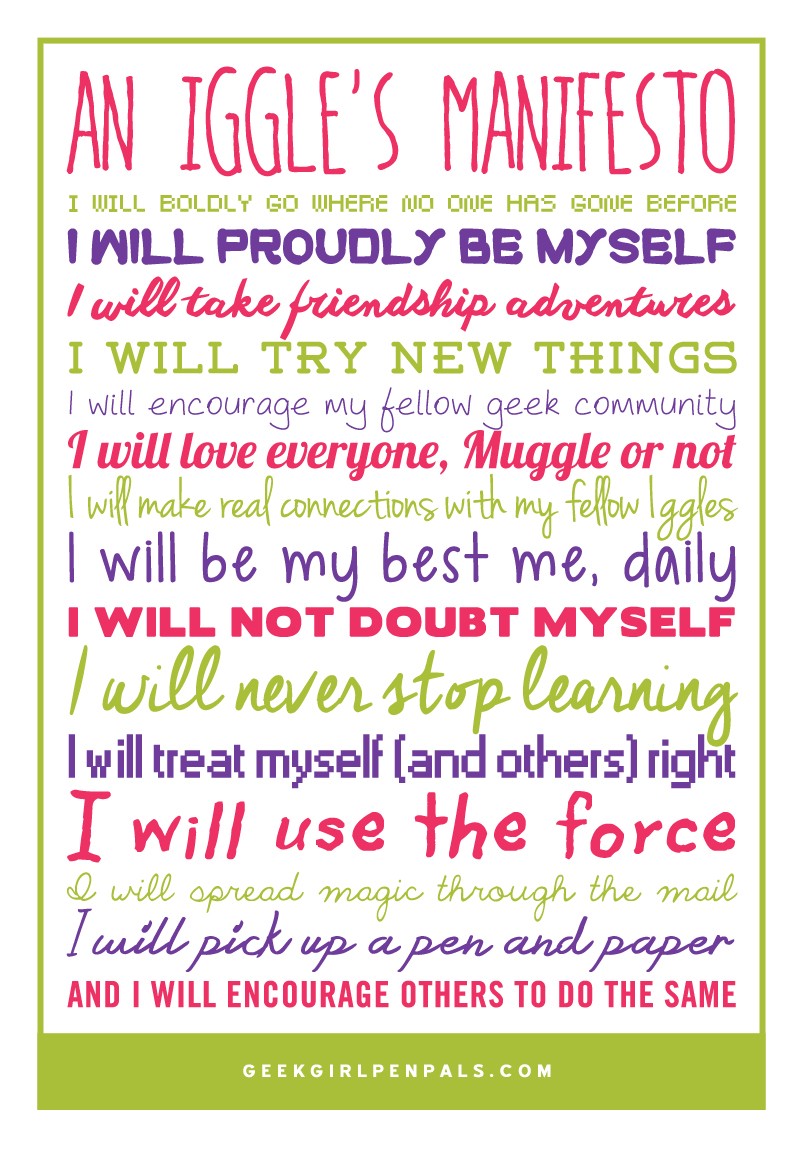 AN IGGLE'S MANIFESTO
I WILL BOLDLY GO WHERE NO ONE HAS GONE BEFORE
I WILL PROUDLY BE MYSELF
I will take friendship adventures
I WILL TRY NEW THINGS
I will encourage my fellow geek community
I will love everyone, Muggle or not
I will make real connections with my fellow Iggles
I will be my best me, daily
I WILL NOT DOUBT MYSELF
I will never stop learning
I will treat myself (and others) right
I will use the force
I will spread magic through the mail
I will pick up a pen and paper
AND I WILL ENCOURAGE OTHERS TO DO THE SAME
GEEKGIRLPENPALS.COM